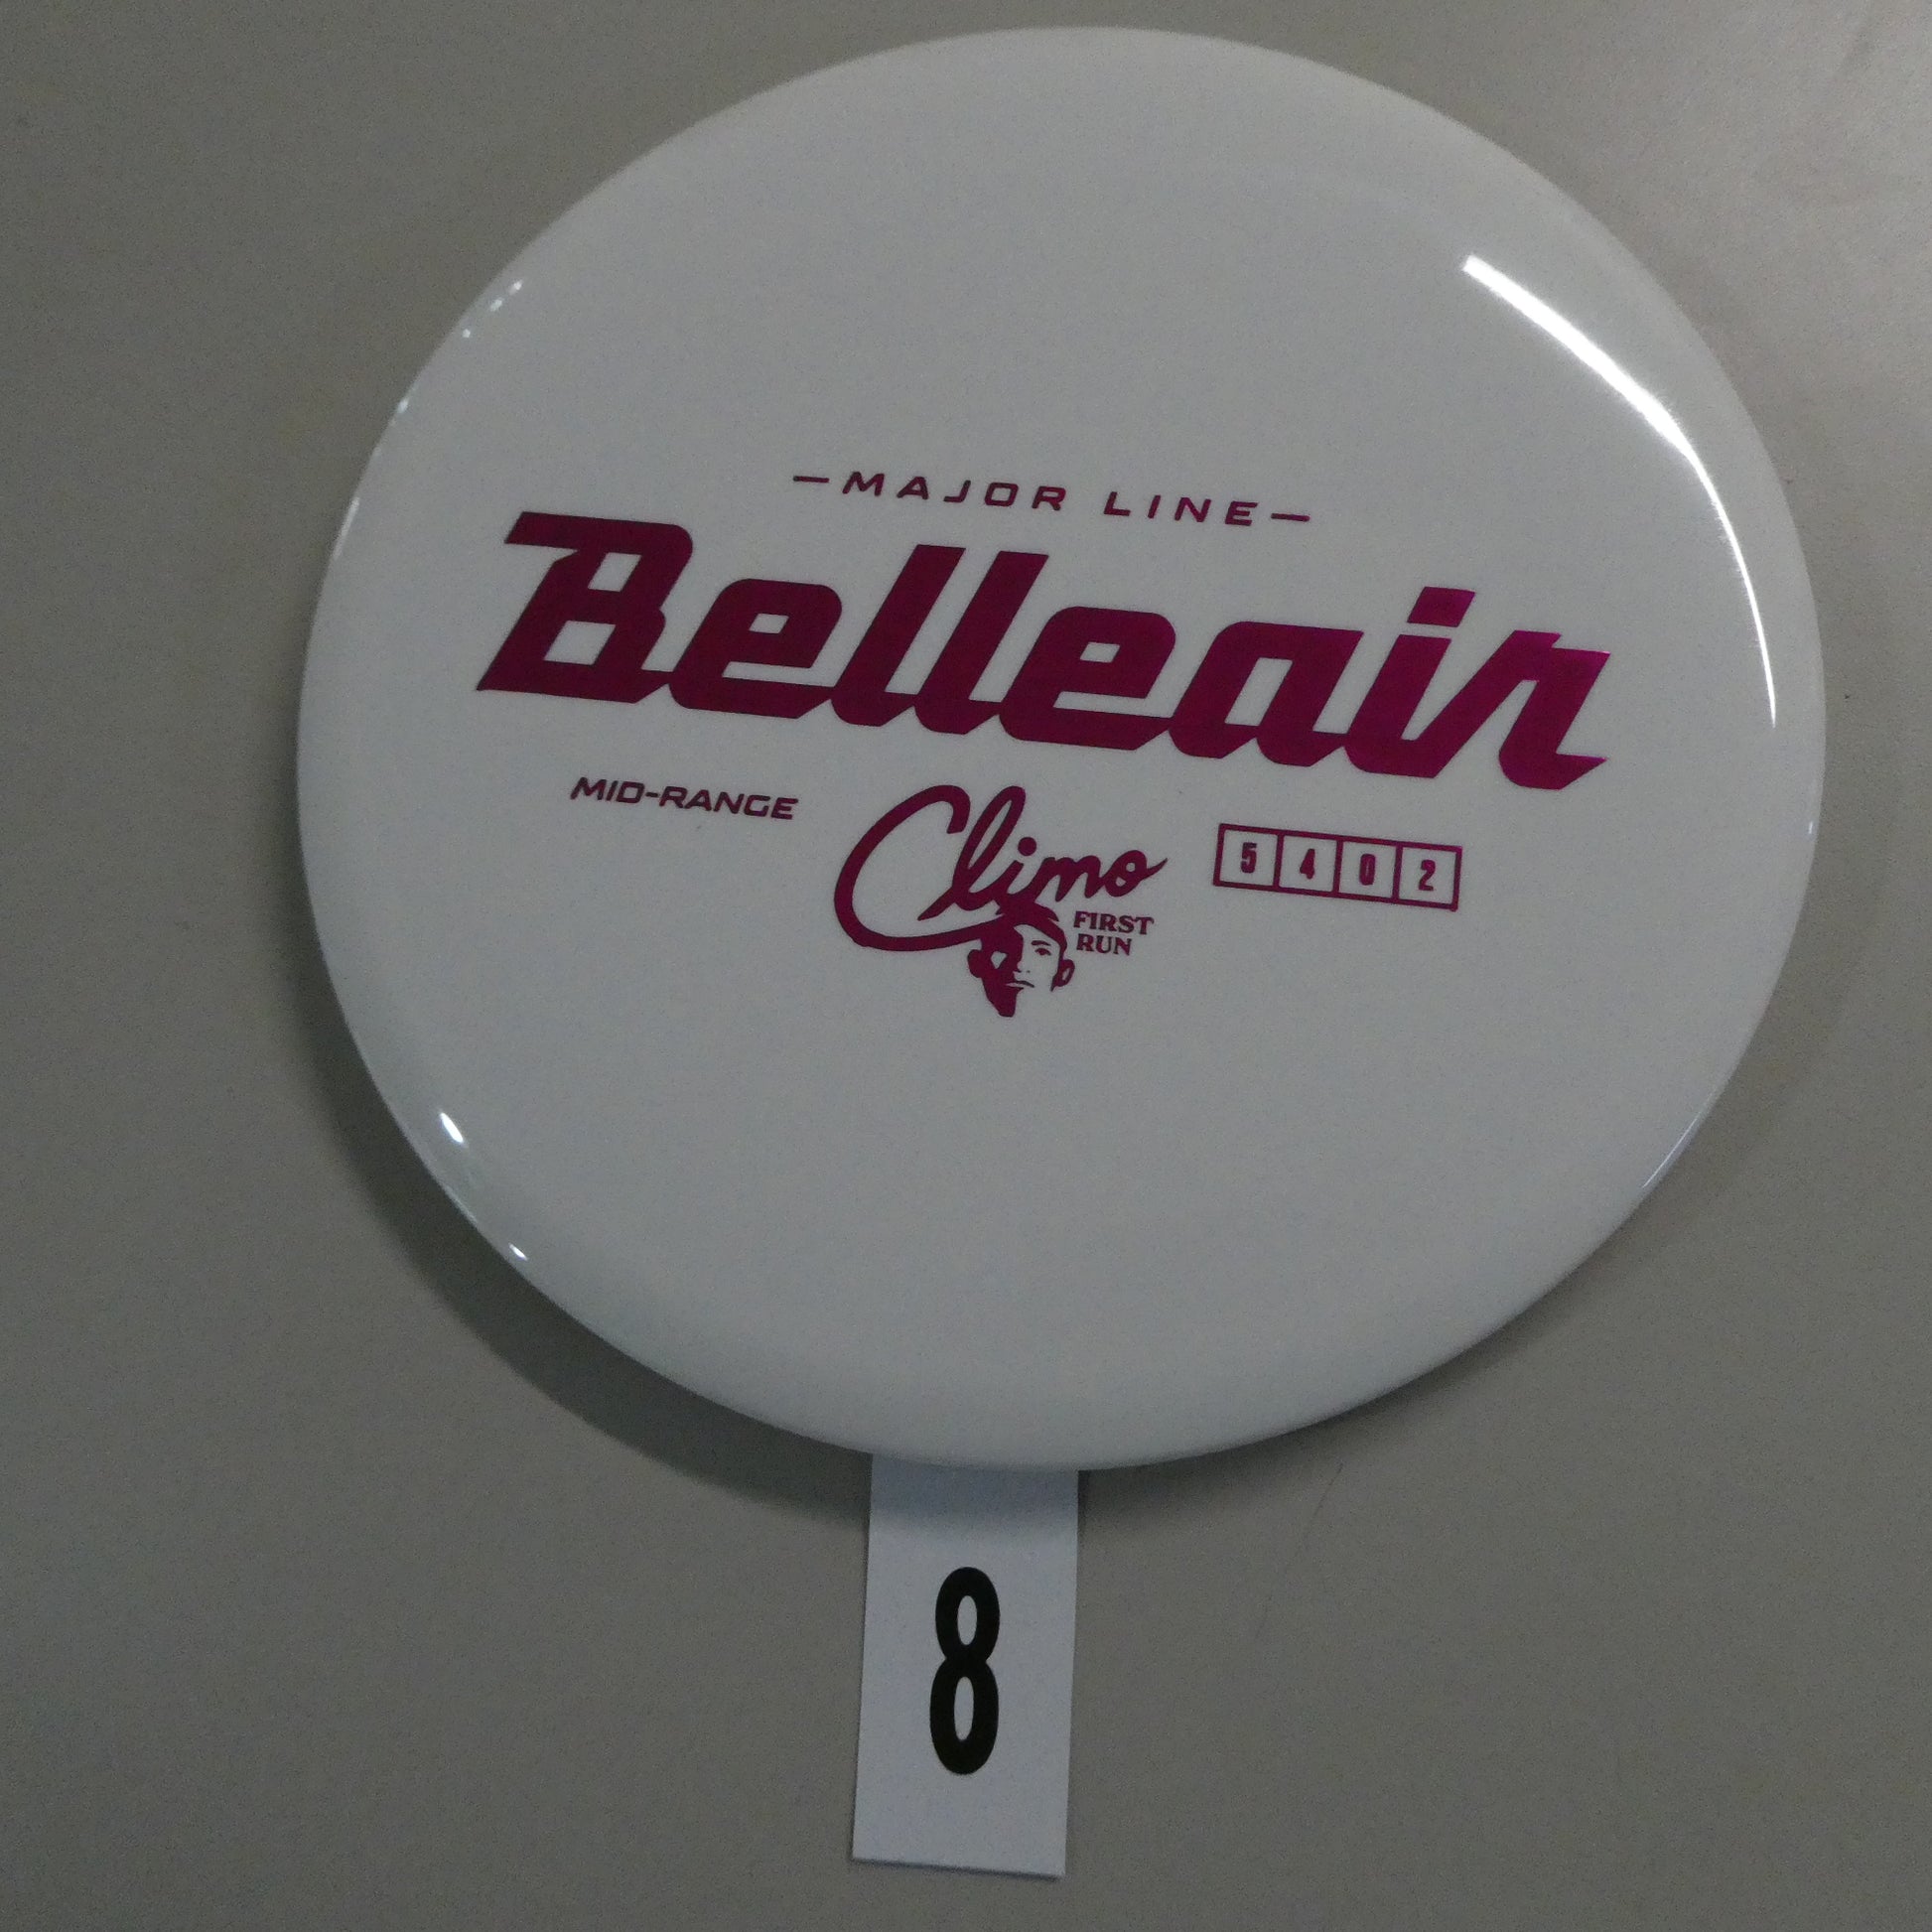 —MAJOR LINE—
Belleair
MID-RANGE
Climo
FIRST
RUN
5 4 0 2
8